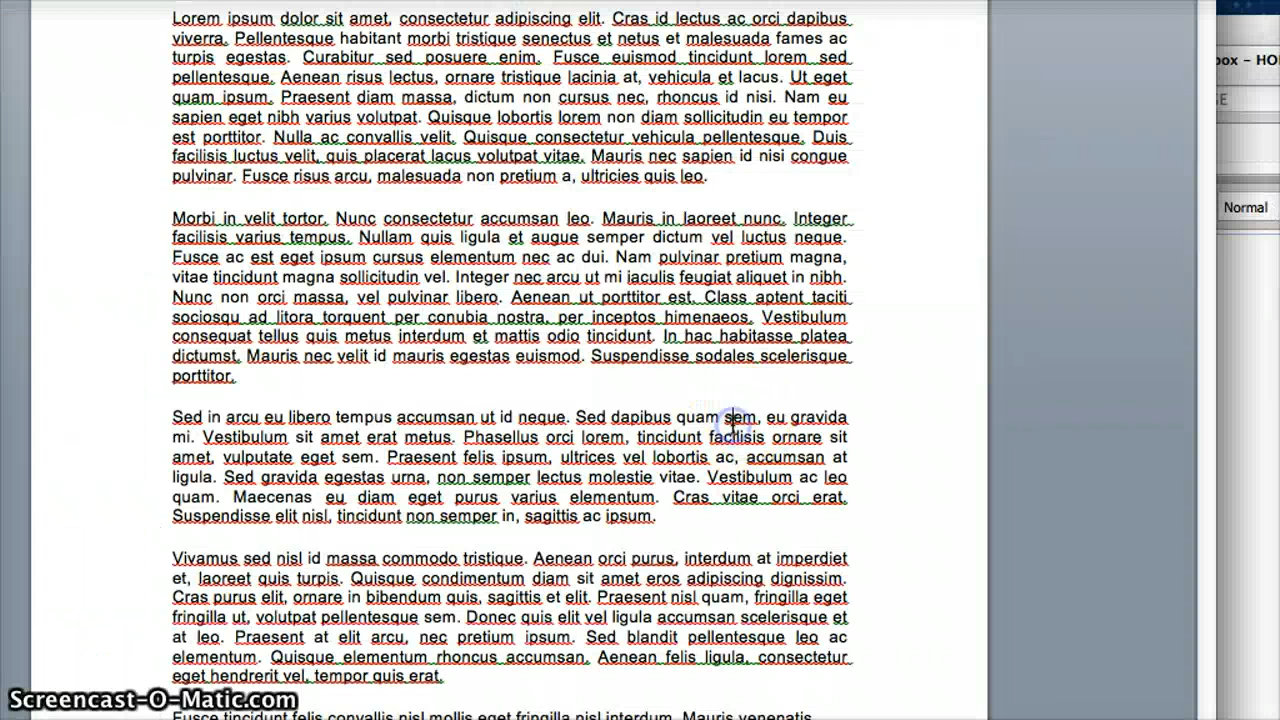 Lorem ipsum dolor sit amet, consectetur adipiscing elit. Cras id lectus ac orci dapibus
viverra. Pellentesque habitant morbi tristique senectus et netus et malesuada fames ac
turpis egestas. Curabitur sed posuere enim. Fusce euismod tincidunt lorem sed
pellentesque. Aenean risus lectus, ornare tristique lacinia at, vehicula et lacus. Ut eget
quam ipsum. Praesent diam massa, dictum non cursus nec, rhoncus id nisi. Nam eu
sapien eget nibh varius volutpat. Quisque lobortis lorem non diam sollicitudin eu tempor
est porttitor. Nulla ac convallis velit. Quisque consectetur vehicula pellentesque. Duis
facilisis luctus velit, quis placerat lacus volutpat vitae. Mauris nec sapien id nisi congue
pulvinar. Fusce risus arcu, malesuada non pretium a, ultricies quis leo.
Morbi in velit tortor. Nunc consectetur accumsan leo. Mauris in laoreet nunc. Integer
facilisis varius tempus. Nullam quis ligula et augue semper dictum vel luctus neque.
Fusce ac est eget ipsum cursus elementum nec ac dui. Nam pulvinar pretium magna,
vitae tincidunt magna sollicitudin vel. Integer nec arcu ut mi iaculis feugiat aliquet in nibh.
Nunc non orci massa, vel pulvinar libero. Aenean ut porttitor est. Class aptent taciti
sociosqu ad litora torquent per conubia nostra, per inceptos himenaeos. Vestibulum
consequat tellus quis metus interdum et mattis odio tincidunt. In hac habitasse platea
dictumst. Mauris nec velit id mauris egestas euismod. Suspendisse sodales scelerisque
porttitor.
Sed in arcu eu libero tempus accumsan ut id neque. Sed dapibus quam sem, eu gravida
mi. Vestibulum sit amet erat metus. Phasellus orci lorem, tincidunt facilisis ornare sit
amet, vulputate eget sem. Praesent felis ipsum, ultrices vel lobortis ac, accumsan at
ligula. Sed gravida egestas urna, non semper lectus molestie vitae. Vestibulum ac leo
quam. Maecenas eu diam eget purus varius elementum. Cras vitae orci erat.
Suspendisse elit nisl, tincidunt non semper in, sagittis ac ipsum.
Vivamus sed nisl id massa commodo tristique. Aenean orci purus, interdum at imperdiet
et, laoreet quis turpis. Quisque condimentum diam sit amet eros adipiscing dignissim.
Cras purus elit, ornare in bibendum quis, sagittis et elit. Praesent nisl quam, fringilla eget
fringilla ut, volutpat pellentesque sem. Donec quis elit vel ligula accumsan scelerisque et
at leo. Praesent at elit arcu, nec pretium ipsum. Sed blandit pellentesque leo ac
elementum. Quisque elementum rhoncus accumsan. Aenean felis ligula, consectetur
eget hendrerit vel, tempor quis erat.
Fusce tincidunt felis convallis nisl mollis eget fringilla nisl interdum. Mauris venenatis
box – HO
Normal
Screencast-O-Matic.com